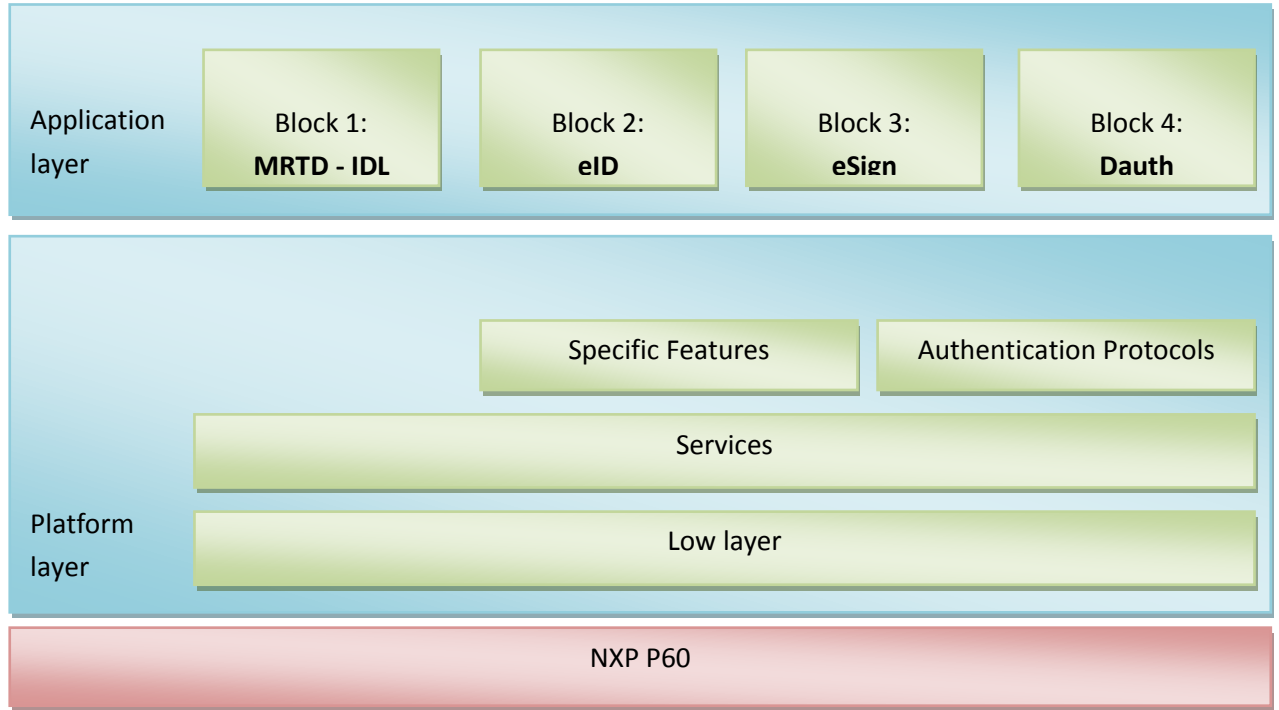 Application
layer
Block 1:
MRTD - IDL
Block 2:
eID
Block 3:
eSign
Block 4:
Dauth
Specific Features
Authentication Protocols
Services
Platform
layer
Low layer
NXP P60